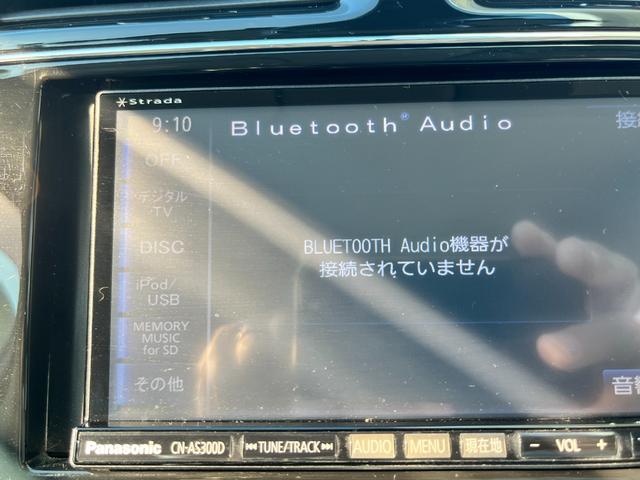 Strada
9:10
Bluetooth® Audio
接続
OFF
デジタル
TV
DISC
iPod/
USB
MEMORY
MUSIC
for SD
その他
BLUETOOTH Audio機器が
接続されていません
音響
Panasonic CN-AS300D ⏮TUNE/TRACK⏭ AUDIO MENU 現在地 − VOL +